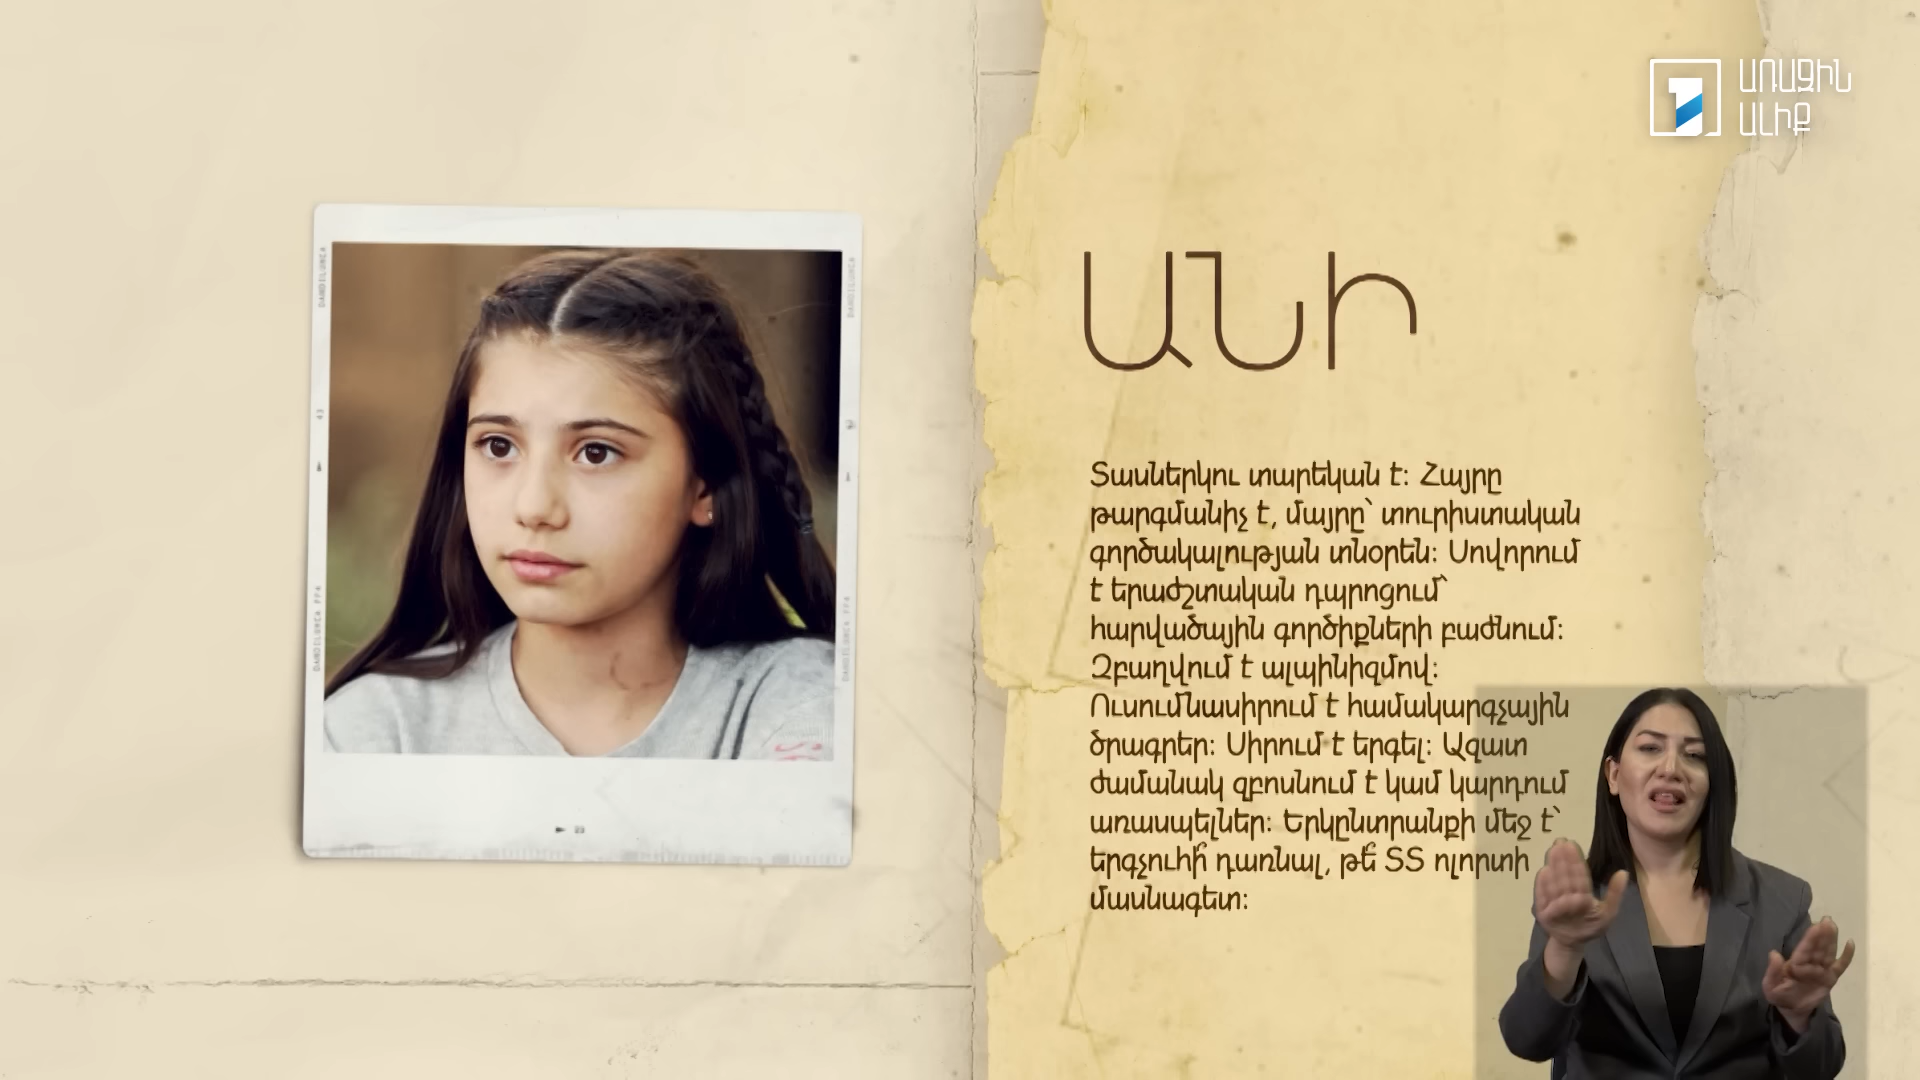 ԱՌԱՋԻՆ
ԱԼԻՔ
ԱՆԻ
Տասներկու տարեկան է: Հայրը
թարգմանիչ է, մայրը՝ տուրիստական
գործակալության տնօրեն: Սովորում
է երաժշտական դպրոցում՝
հարվածային գործիքների բաժնում:
Զբաղվում է ալպինիզմով:
Ուսումնասիրում է համակարգչային
ծրագրեր: Սիրում է երգել: Ազատ
ժամանակ զբոսնում է կամ կարդում
առասպելներ: Երկընտրանքի մեջ է՝
երգչուհի՞ դառնալ, թե՞ ՏՏ ոլորտի
մասնագետ: